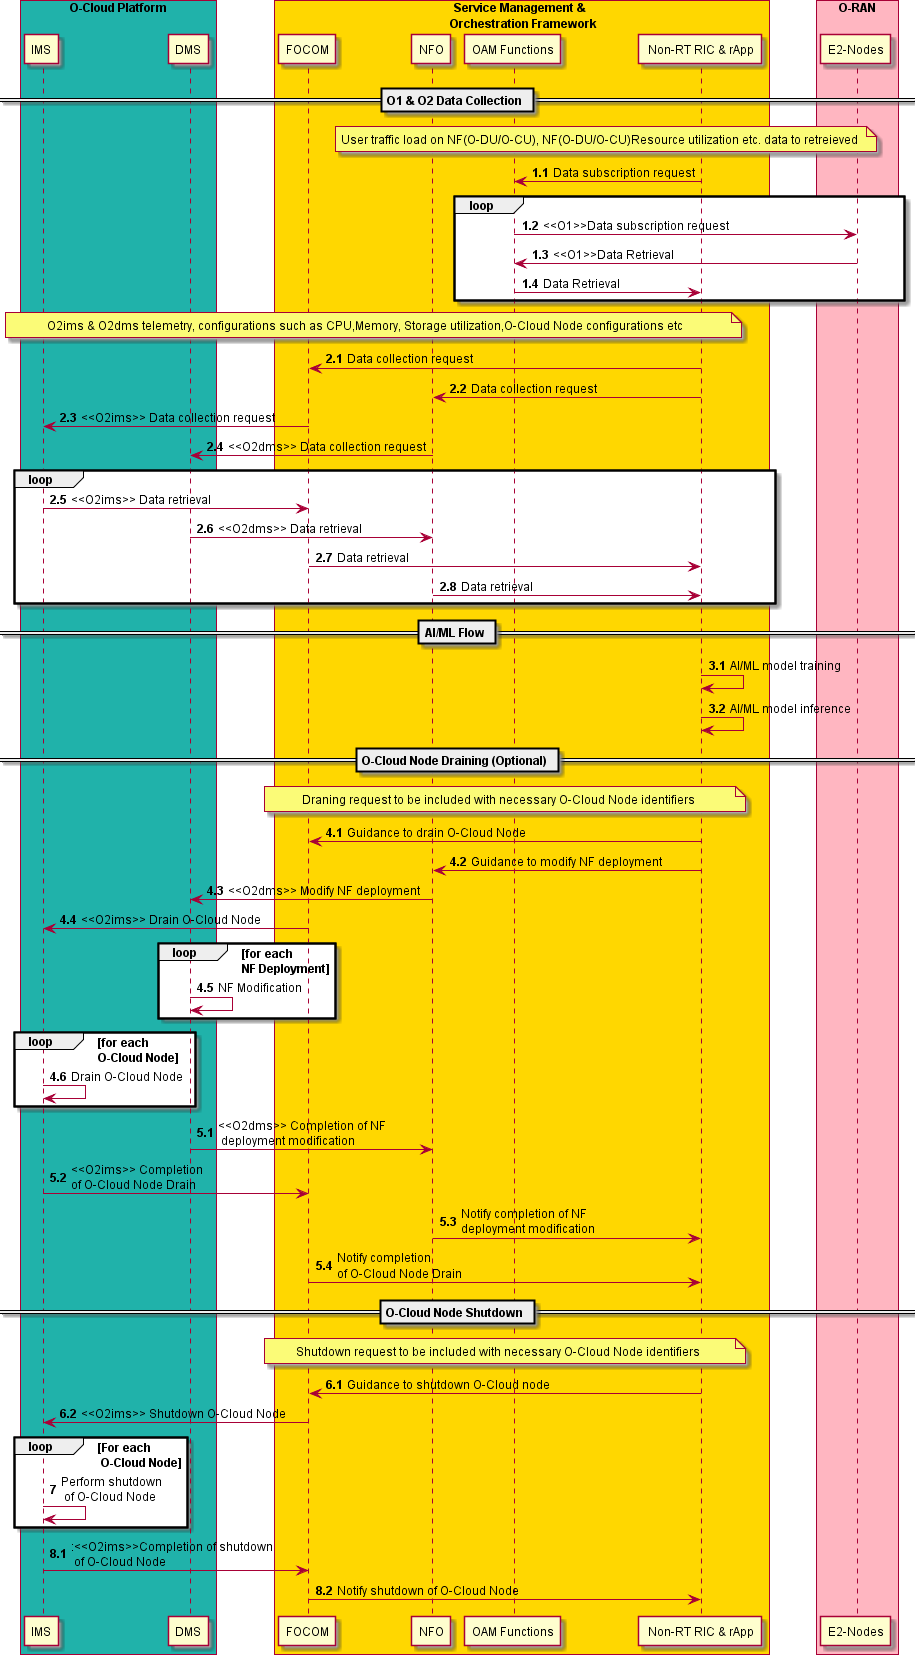 O-Cloud Platform
Service Management &
Orchestration Framework
O-RAN
IMS
DMS
FOCOM
NFO
OAM Functions
Non-RT RIC & rApp
E2-Nodes
O1 & O2 Data Collection
User traffic load on NF(O-DU/O-CU), NF(O-DU/O-CU)Resource utilization etc. data to retreieved
1.1 Data subscription request
loop
1.2 <<O1>>Data subscription request
1.3 <<O1>>Data Retrieval
1.4 Data Retrieval
O2ims & O2dms telemetry, configurations such as CPU,Memory, Storage utilization,O-Cloud Node configurations etc
2.1 Data collection request
2.2 Data collection request
2.3 <<O2ims>> Data collection request
2.4 <<O2dms>> Data collection request
loop
2.5 <<O2ims>> Data retrieval
2.6 <<O2dms>> Data retrieval
2.7 Data retrieval
2.8 Data retrieval
AI/ML Flow
3.1 AI/ML model training
3.2 AI/ML model inference
O-Cloud Node Draining (Optional)
Draning request to be included with necessary O-Cloud Node identifiers
4.1 Guidance to drain O-Cloud Node
4.2 Guidance to modify NF deployment
4.3 <<O2dms>> Modify NF deployment
4.4 <<O2ims>> Drain O-Cloud Node
loop [for each
NF Deployment]
4.5 NF Modification
loop [for each
O-Cloud Node]
4.6 Drain O-Cloud Node
5.1 <<O2dms>> Completion of NF
deployment modification
5.2 <<O2ims>> Completion
of O-Cloud Node Drain
5.3 Notify completion of NF
deployment modification
5.4 Notify completion
of O-Cloud Node Drain
O-Cloud Node Shutdown
Shutdown request to be included with necessary O-Cloud Node identifiers
6.1 Guidance to shutdown O-Cloud node
6.2 <<O2ims>> Shutdown O-Cloud Node
loop [For each
O-Cloud Node]
7 Perform shutdown
of O-Cloud Node
8.1 :<<O2ims>>Completion of shutdown
of O-Cloud Node
8.2 Notify shutdown of O-Cloud Node
IMS
DMS
FOCOM
NFO
OAM Functions
Non-RT RIC & rApp
E2-Nodes